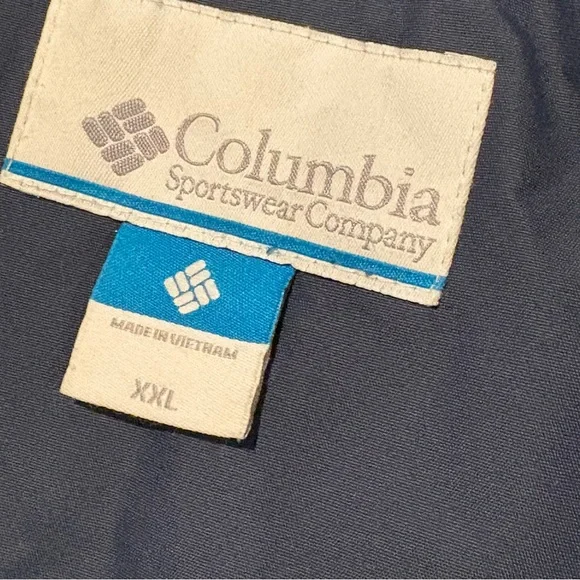 Columbia
Sportswear Company
MADE IN VIETNAM
XXL